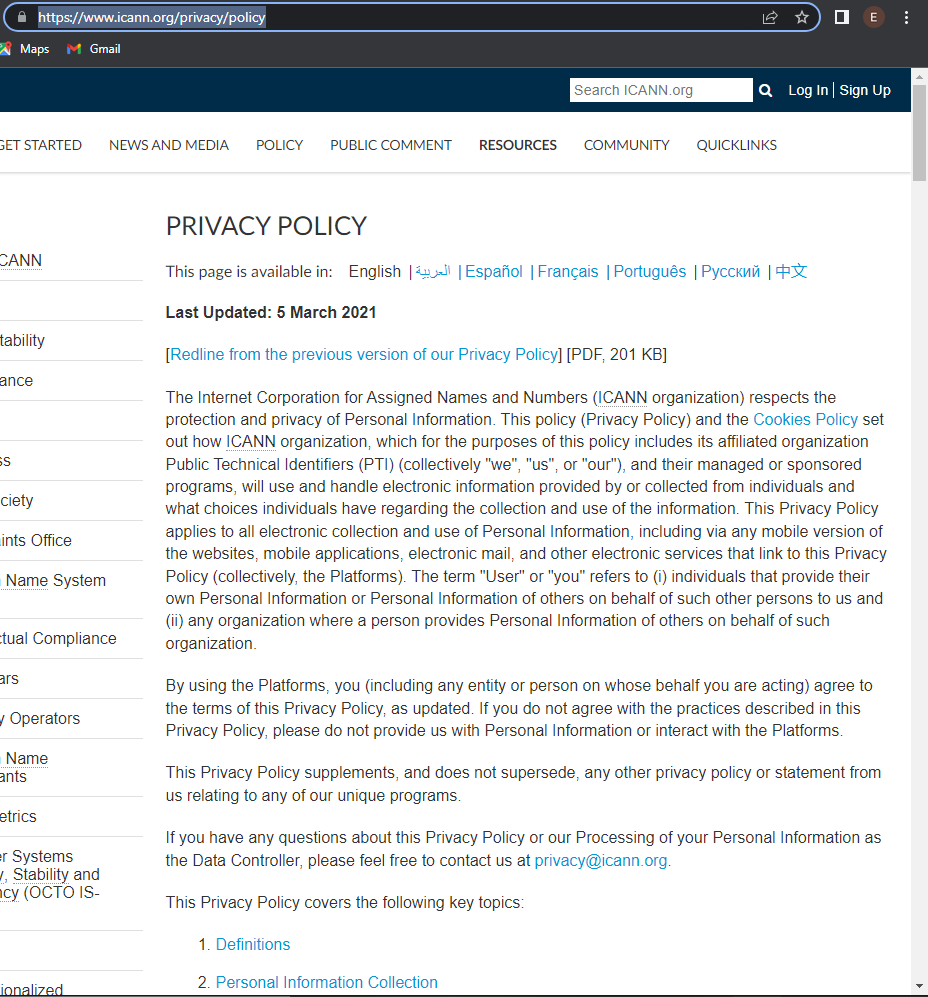 https://www.icann.org/privacy/policy
E
Maps
Gmail
Search ICANN.org
Log In | Sign Up
GET STARTED NEWS AND MEDIA POLICY PUBLIC COMMENT RESOURCES COMMUNITY QUICKLINKS
PRIVACY POLICY
This page is available in: English | العربية | Español | Français | Português | Русский | 中文
Last Updated: 5 March 2021
[Redline from the previous version of our Privacy Policy] [PDF, 201 KB]
The Internet Corporation for Assigned Names and Numbers (ICANN organization) respects the
protection and privacy of Personal Information. This policy (Privacy Policy) and the Cookies Policy set
out how ICANN organization, which for the purposes of this policy includes its affiliated organization
Public Technical Identifiers (PTI) (collectively "we", "us", or "our"), and their managed or sponsored
programs, will use and handle electronic information provided by or collected from individuals and
what choices individuals have regarding the collection and use of the information. This Privacy Policy
applies to all electronic collection and use of Personal Information, including via any mobile version of
the websites, mobile applications, electronic mail, and other electronic services that link to this Privacy
Policy (collectively, the Platforms). The term "User" or "you" refers to (i) individuals that provide their
own Personal Information or Personal Information of others on behalf of such other persons to us and
(ii) any organization where a person provides Personal Information of others on behalf of such
organization.
By using the Platforms, you (including any entity or person on whose behalf you are acting) agree to
the terms of this Privacy Policy, as updated. If you do not agree with the practices described in this
Privacy Policy, please do not provide us with Personal Information or interact with the Platforms.
This Privacy Policy supplements, and does not supersede, any other privacy policy or statement from
us relating to any of our unique programs.
If you have any questions about this Privacy Policy or our Processing of your Personal Information as
the Data Controller, please feel free to contact us at privacy@icann.org.
This Privacy Policy covers the following key topics:
1. Definitions
2. Personal Information Collection
CANN
tability
ance
ss
ciety
ints Office
Name System
ctual Compliance
ars
y Operators
Name
ants
etrics
er Systems
y, Stability and
ncy (OCTO IS-
ionalized